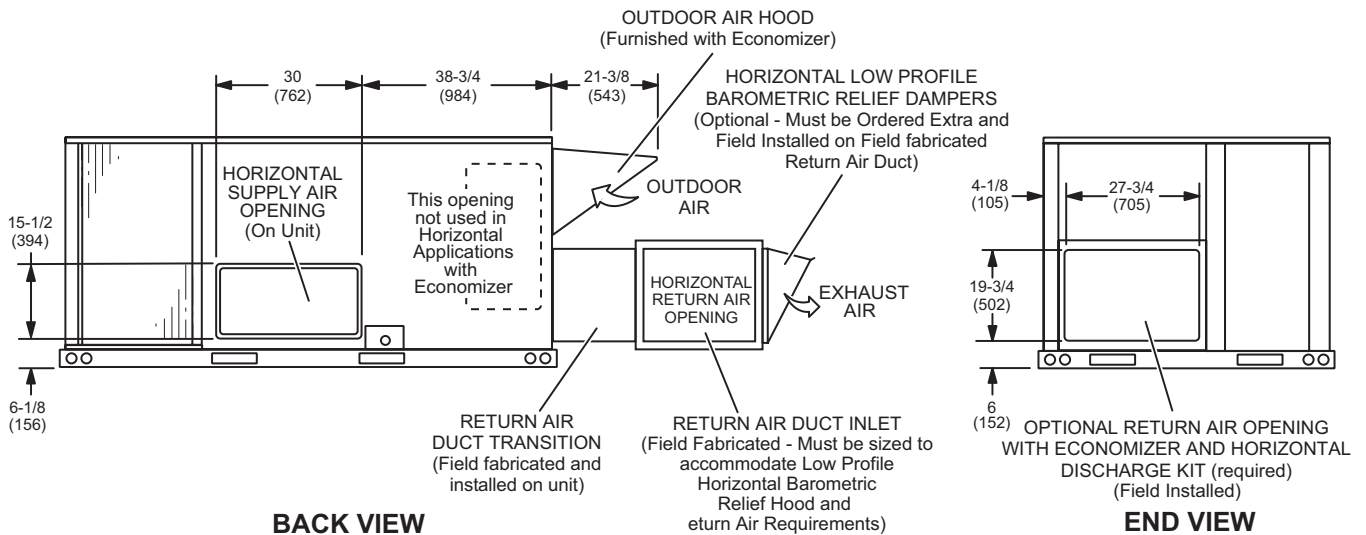 OUTDOOR AIR HOOD
(Furnished with Economizer)
30
(762)
38-3/4
(984)
21-3/8
(543)
HORIZONTAL LOW PROFILE
BAROMETRIC RELIEF DAMPERS
(Optional - Must be Ordered Extra and
Field Installed on Field fabricated
Return Air Duct)
HORIZONTAL
SUPPLY AIR
OPENING
(On Unit)
15-1/2
(394)
This opening
not used in
Horizontal
Applications
with
Economizer
OUTDOOR
AIR
HORIZONTAL
RETURN AIR
OPENING
EXHAUST
AIR
6-1/8
(156)
RETURN AIR
DUCT TRANSITION
(Field fabricated and
installed on unit)
RETURN AIR DUCT INLET
(Field Fabricated - Must be sized to
accommodate Low Profile
Horizontal Barometric
Relief Hood and
eturn Air Requirements)
BACK VIEW
4-1/8
(105)
27-3/4
(705)
19-3/4
(502)
6
(152)
OPTIONAL RETURN AIR OPENING
WITH ECONOMIZER AND HORIZONTAL
DISCHARGE KIT (required)
(Field Installed)
END VIEW